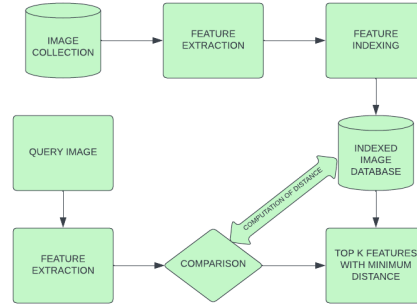 IMAGE
COLLECTION
FEATURE
EXTRACTION
FEATURE
INDEXING
QUERY IMAGE
INDEXED
IMAGE
DATABASE
COMPUTATION OF DISTANCE
FEATURE
EXTRACTION
COMPARISON
TOP K FEATURES
WITH MINIMUM
DISTANCE